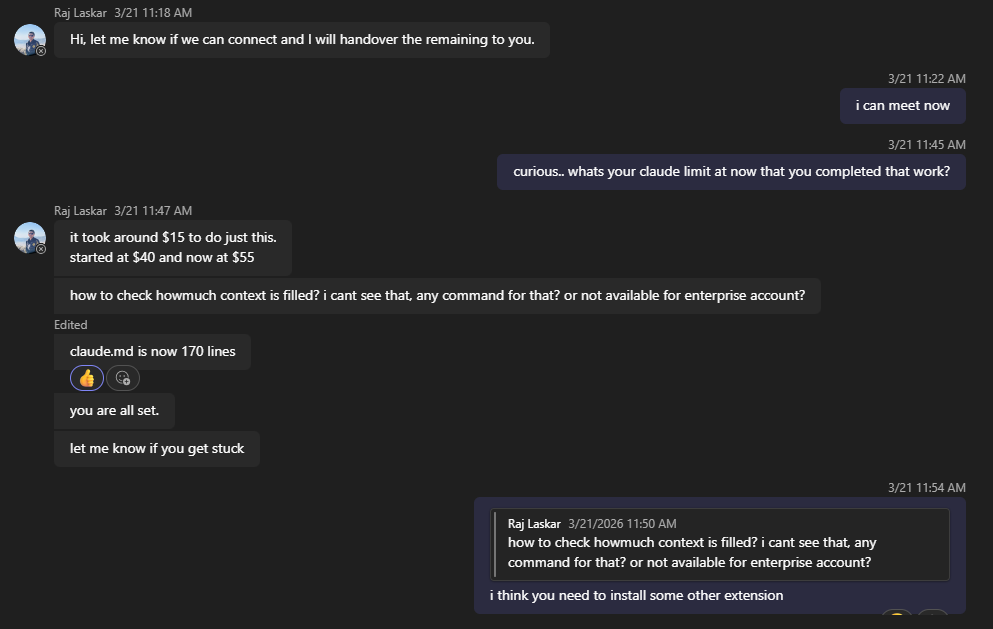 Raj Laskar 3/21 11:18 AM
Hi, let me know if we can connect and I will handover the remaining to you.
3/21 11:22 AM
i can meet now
3/21 11:45 AM
curious.. whats your claude limit at now that you completed that work?
Raj Laskar 3/21 11:47 AM
it took around $15 to do just this.
started at $40 and now at $55
how to check howmuch context is filled? i cant see that, any command for that? or not available for enterprise account?
Edited
claude.md is now 170 lines
you are all set.
let me know if you get stuck
3/21 11:54 AM
Raj Laskar 3/21/2026 11:50 AM
how to check howmuch context is filled? i cant see that, any
command for that? or not available for enterprise account?
i think you need to install some other extension